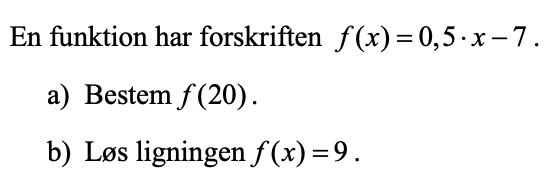 En funktion har forskriften f(x) = 0,5 · x − 7 .
a) Bestem f(20) .
b) Løs ligningen f(x) = 9 .